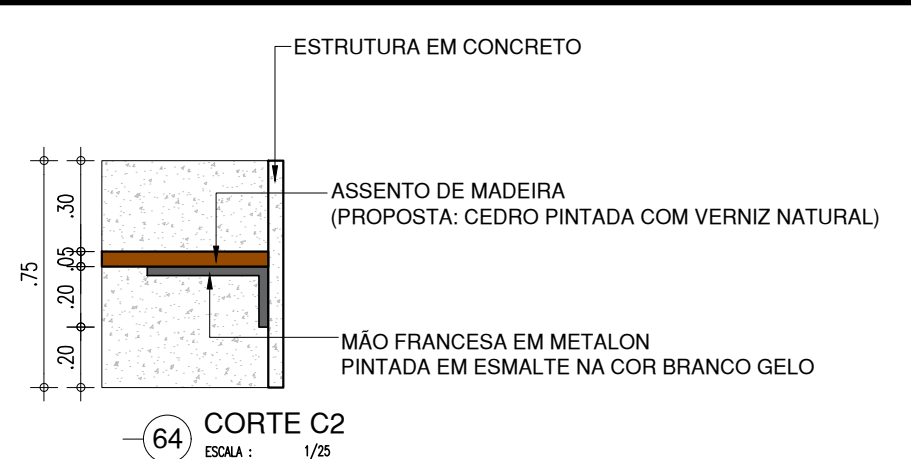 ESTRUTURA EM CONCRETO
ASSENTO DE MADEIRA
(PROPOSTA: CEDRO PINTADA COM VERNIZ NATURAL)
.30
.05
.75
.20
.20
MÃO FRANCESA EM METALON
PINTADA EM ESMALTE NA COR BRANCO GELO
64 CORTE C2
ESCALA : 1/25